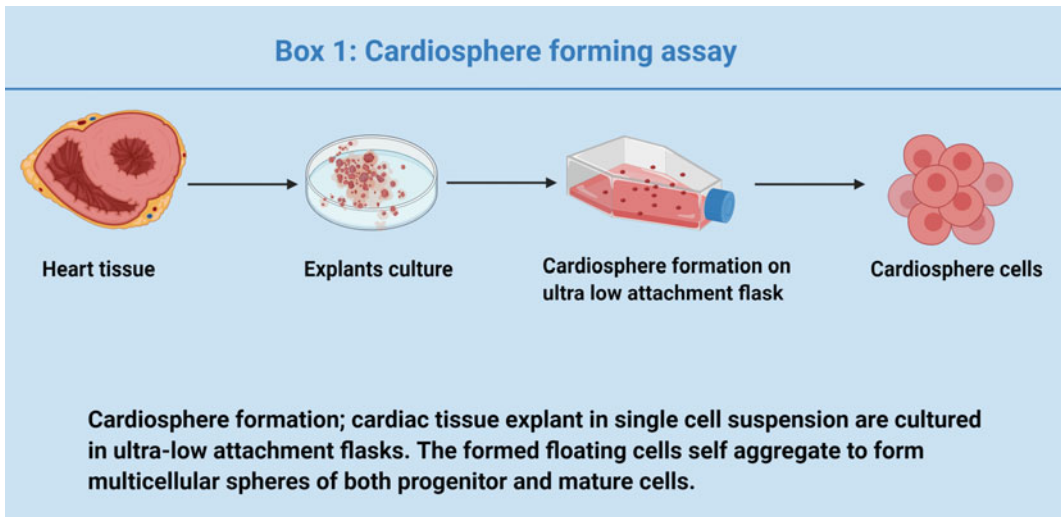 Box 1: Cardiosphere forming assay
Heart tissue
Explants culture
Cardiosphere formation on
ultra low attachment flask
Cardiosphere cells
Cardiosphere formation; cardiac tissue explant in single cell suspension are cultured
in ultra-low attachment flasks. The formed floating cells self aggregate to form
multicellular spheres of both progenitor and mature cells.